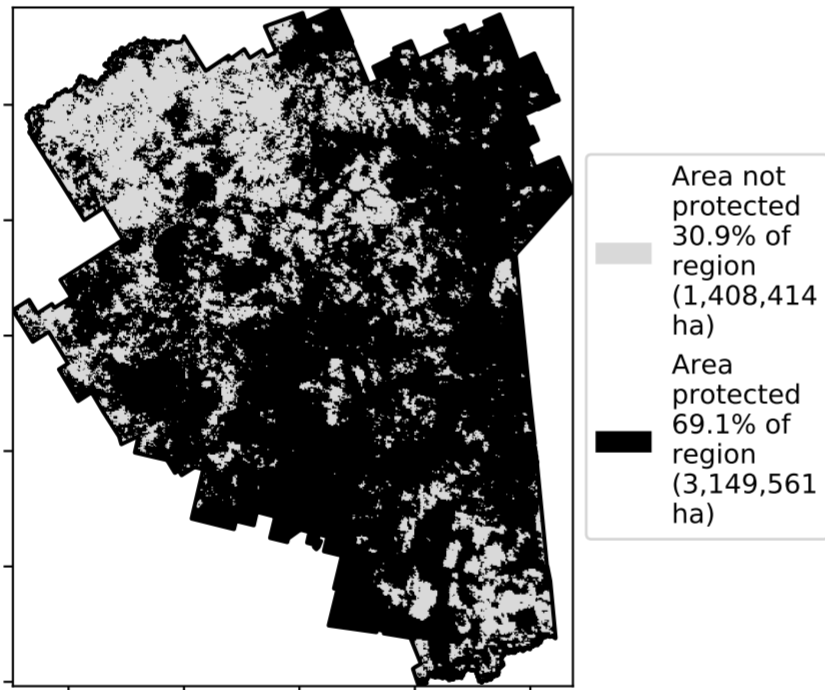 Area not
protected
30.9% of
region
(1,408,414
ha)
Area
protected
69.1% of
region
(3,149,561
ha)